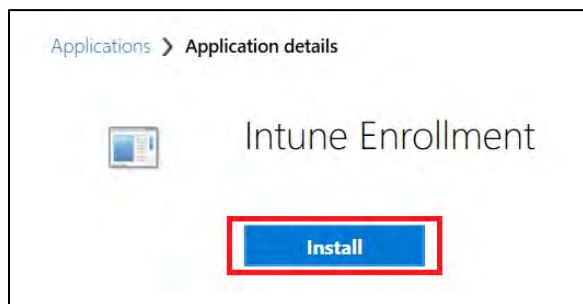 Applications ❯ Application details
Intune Enrollment
Install